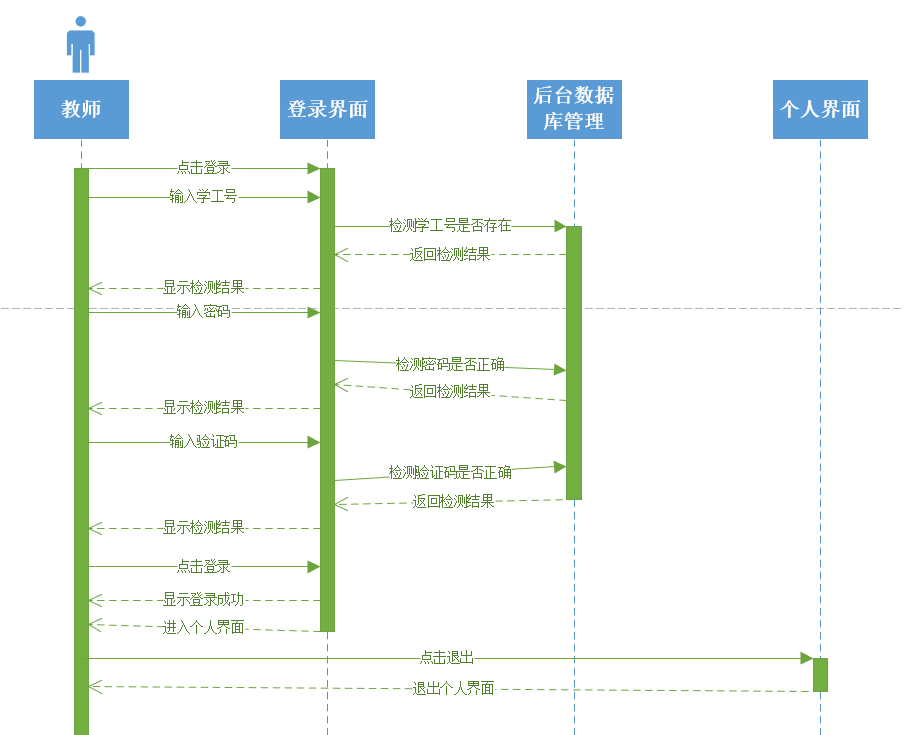 教师
登录界面
后台数据
库管理
个人界面
点击登录
输入学工号
检测学工号是否存在
返回检测结果
显示检测结果
输入密码
检测密码是否正确
返回检测结果
显示检测结果
输入验证码
检测验证码是否正确
返回检测结果
显示检测结果
点击登录
显示登录成功
进入个人界面
点击退出
退出个人界面